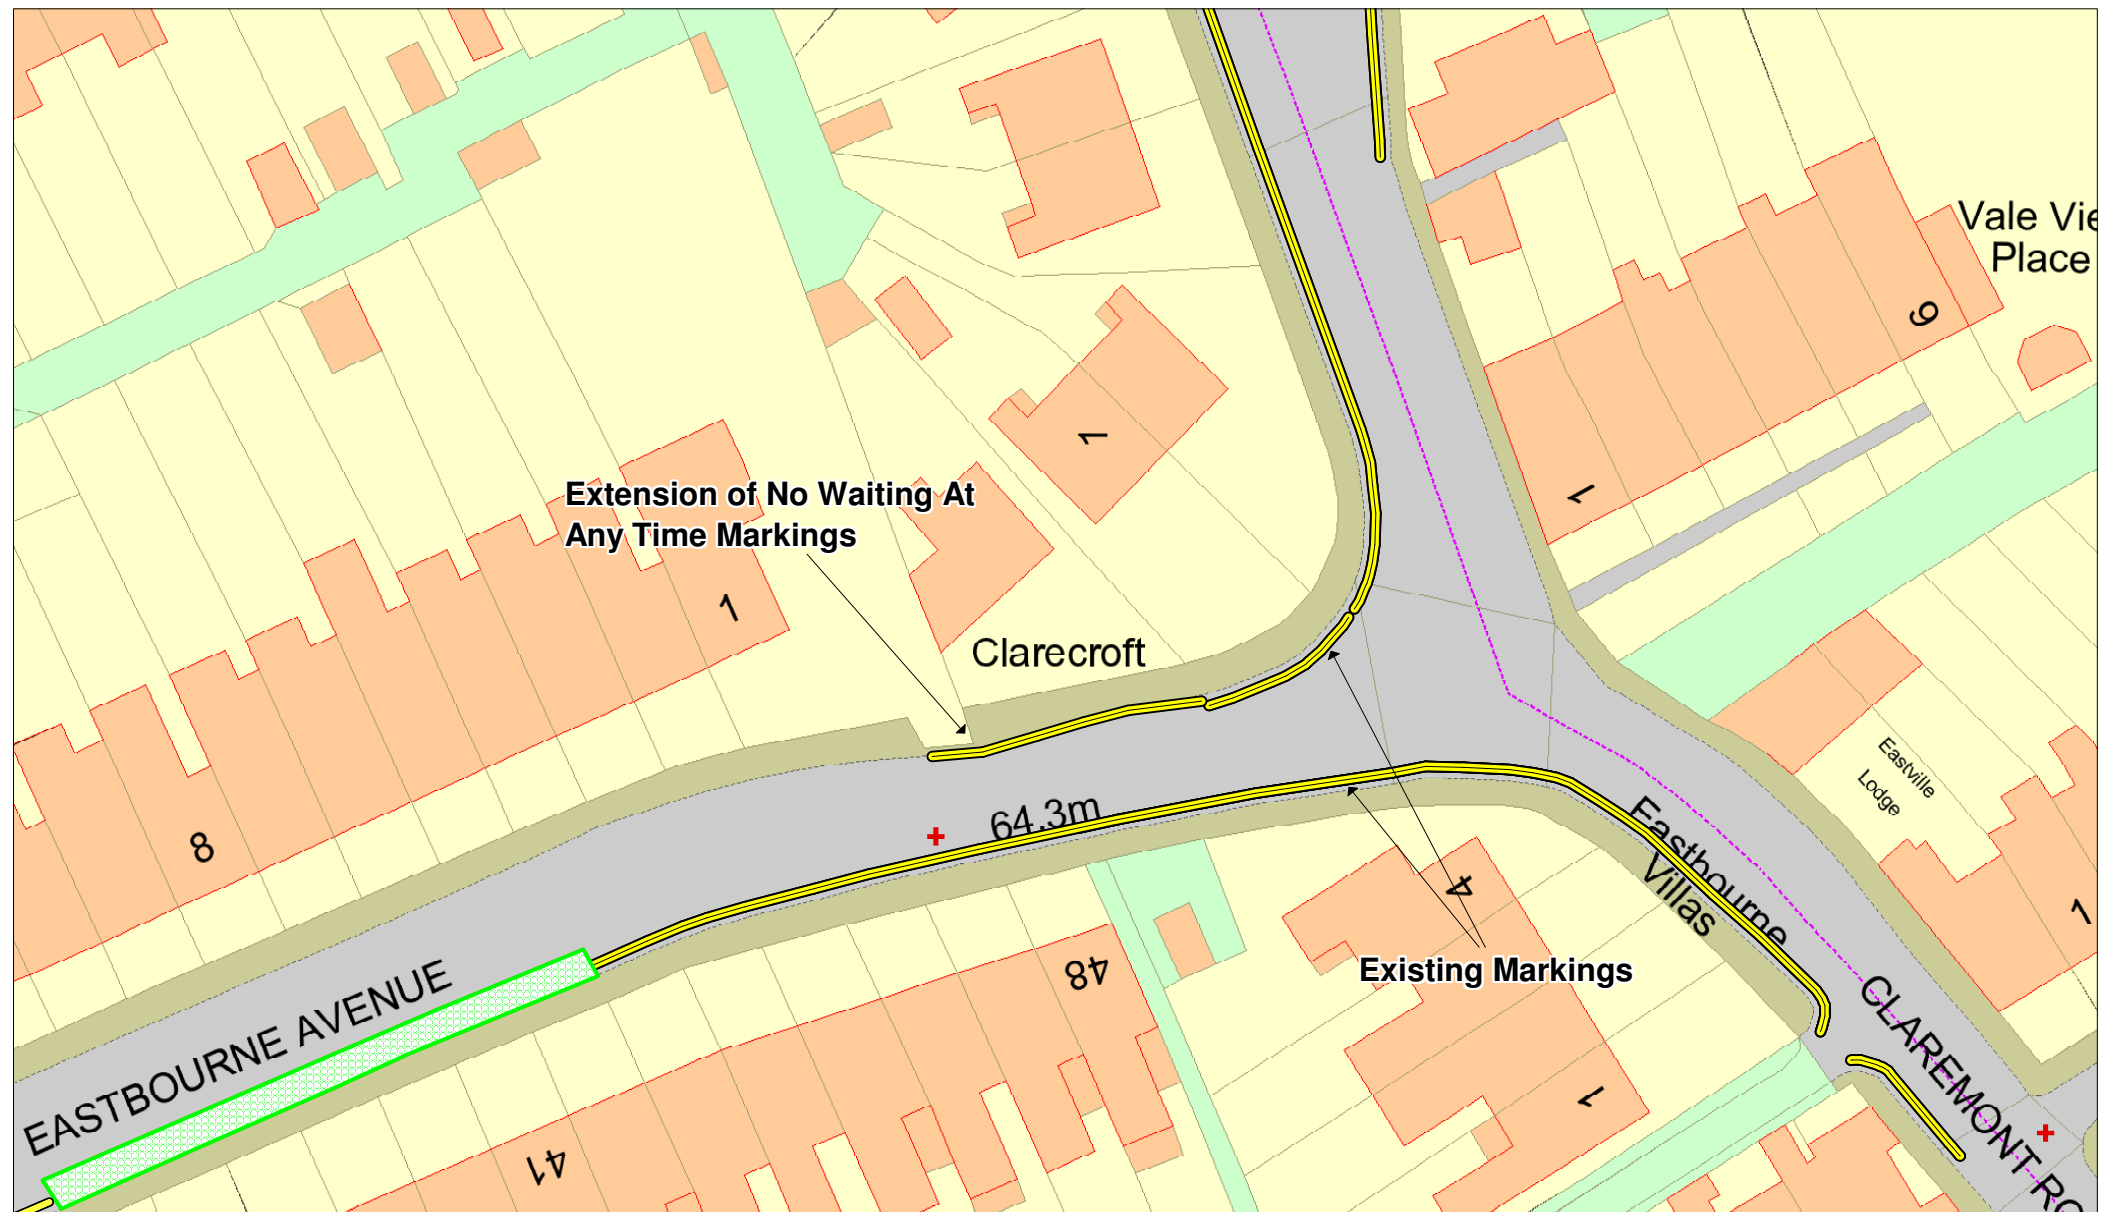 Vale Vie
Place
9
1
1
Extension of No Waiting At
Any Time Markings
1
Clarecroft
Eastville
Lodge
64.3m
Eastbourne
Villas
8
4
1
48
Existing Markings
EASTBOURNE AVENUE
CLAREMONT RO
41
1